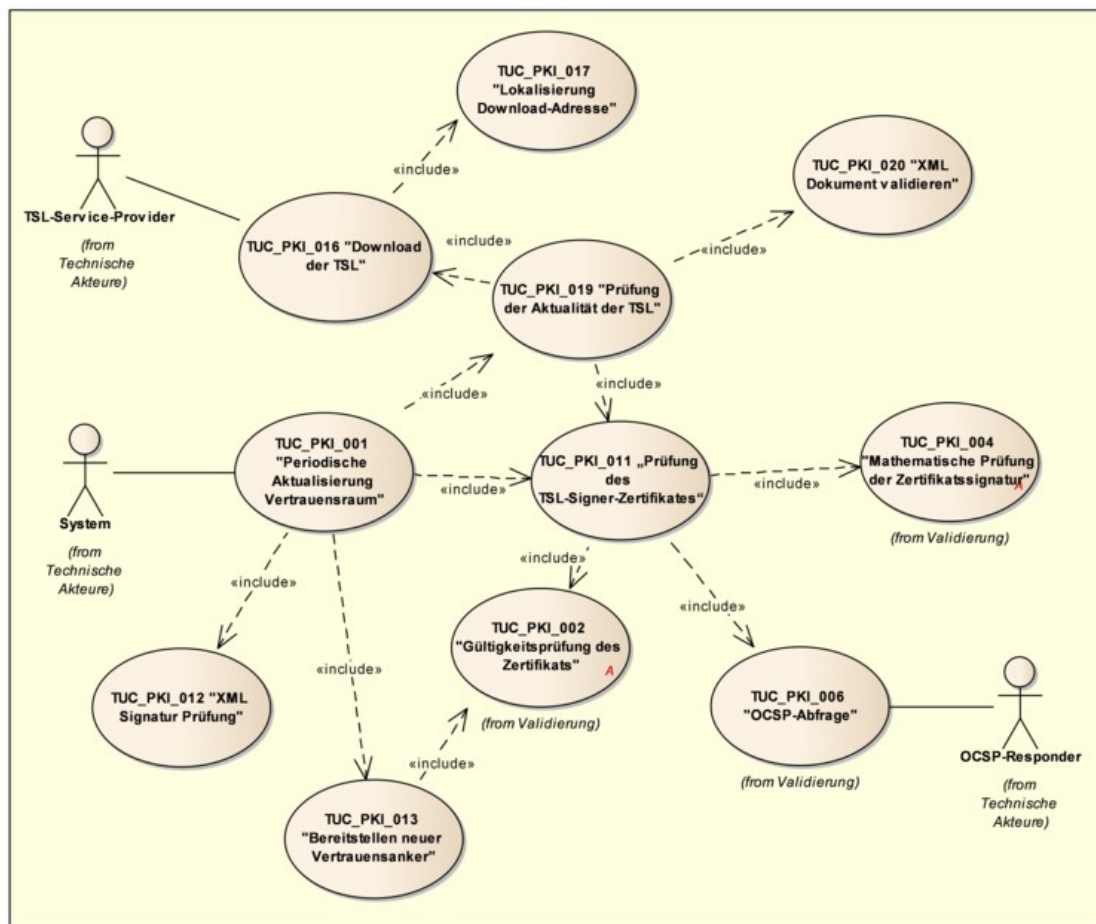 TUC_PKI_017
"Lokalisierung
Download-Adresse"
«include»
TUC_PKI_020 "XML
Dokument validieren"
TSL-Service-Provider
(from
Technische
Akteure)
TUC_PKI_016 "Download
der TSL"
«include»
«include»
TUC_PKI_019 "Prüfung
der Aktualität der TSL"
«include»
«include»
System
(from
Technische
Akteure)
TUC_PKI_001
"Periodische
Aktualisierung
Vertrauensraum"
«include»
TUC_PKI_011 „Prüfung
des
TSL-Signer-Zertifikates“
«include»
TUC_PKI_004
"Mathematische Prüfung
der Zertifikatssignatur"
A
(from Validierung)
«include»
«include»
«include»
«include»
TUC_PKI_012 "XML
Signatur Prüfung"
TUC_PKI_002
"Gültigkeitsprüfung des
Zertifikats"
A
(from Validierung)
TUC_PKI_006
"OCSP-Abfrage"
(from Validierung)
OCSP-Responder
(from
Technische
Akteure)
«include»
TUC_PKI_013
"Bereitstellen neuer
Vertrauensanker"